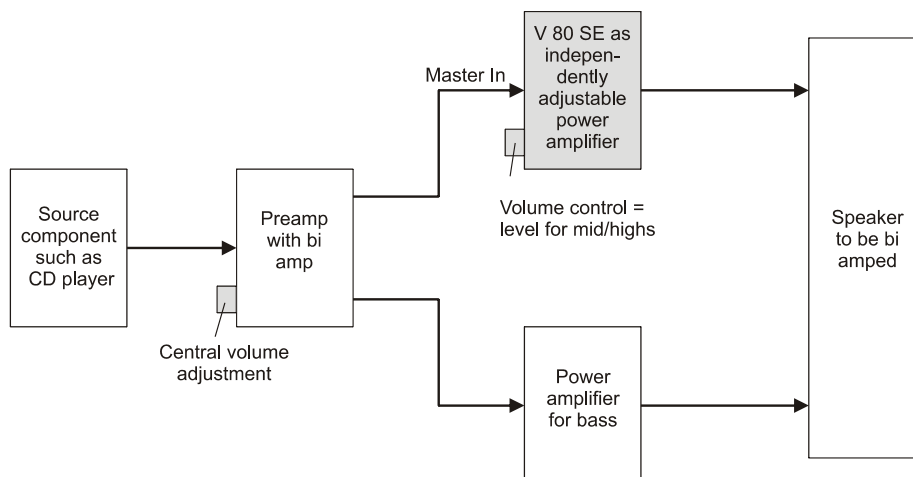 V 80 SE as
indepen-
dently
adjustable
power
amplifier
Master In
Volume control =
level for mid/highs
Source
component
such as
CD player
Preamp
with bi
amp
Central volume
adjustment
Speaker
to be bi
amped
Power
amplifier
for bass